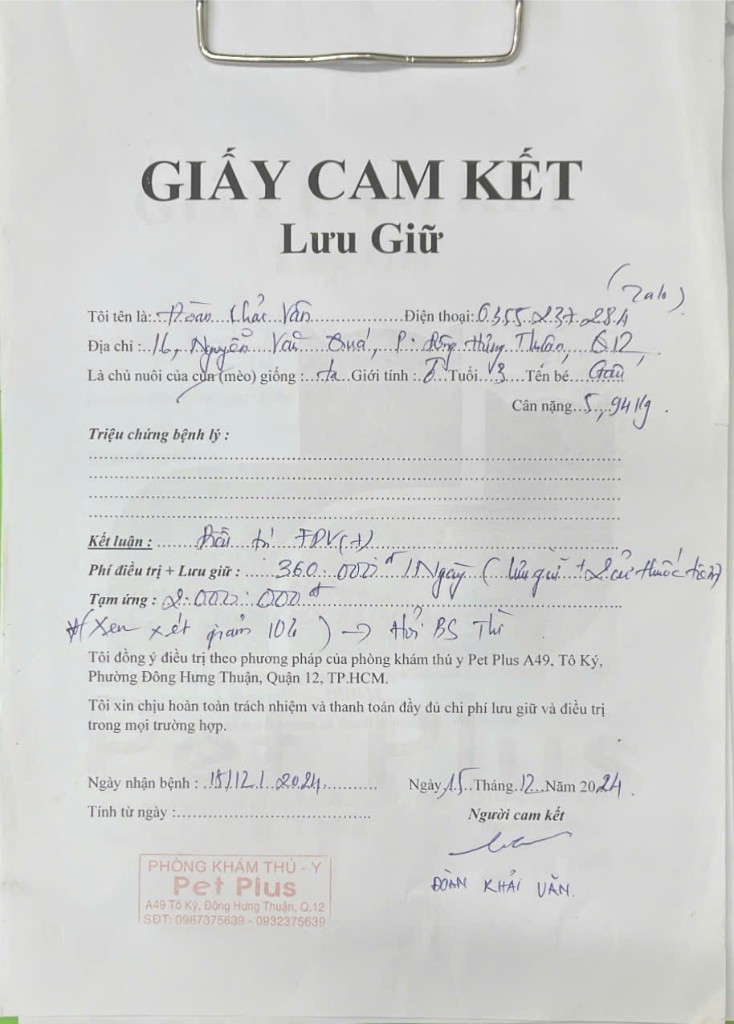 GIẤY CAM KẾT
Lưu Giữ
(Zalo)
Tôi tên là: Đoàn Khải Văn Điện thoại: 0355.237.284
Địa chỉ : 16, Nguyễn Văn Quá, P. Đông Hưng Thuận, Q12
Là chủ nuôi của cún (mèo) giống : ta Giới tính : Tuổi 3 Tên bé Gấu
Cân nặng 5,94kg.
Triệu chứng bệnh lý :
Kết luận : Điều trị FPV(+)
Phí điều trị + Lưu giữ : 360.000đ /Ngày ( lưu giữ + 2 cử thuốc tiêm)
Tạm ứng : 2.000.000đ
(Xem xét giảm 10% ) → Hỏi BS Thì
Tôi đồng ý điều trị theo phương pháp của phòng khám thú y Pet Plus A49, Tô Ký,
Phường Đông Hưng Thuận, Quận 12, TP.HCM.
Tôi xin chịu hoàn toàn trách nhiệm và thanh toán đầy đủ chi phí lưu giữ và điều trị
trong mọi trường hợp.
Ngày nhận bệnh : 15/12/2024 Ngày 15 Tháng 12 Năm 2024.
Tính từ ngày : Người cam kết
ĐOÀN KHẢI VĂN.
PHÒNG KHÁM THÚ - Y
Pet Plus
A49 Tô Ký, Đông Hưng Thuận, Q.12
SĐT: 0987375639 - 0932375639